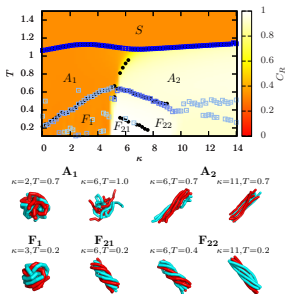 1.4
1.2
1
0.8
0.6
0.4
0.2
T
S
A₁
A₂
F₁
F₂₁
F₂₂
0 2 4 6 8 10 12 14
κ
1
0.8
0.6
0.4
0.2
0
C_R
A₁ A₂
κ=2,T=0.7 κ=6,T=1.0 κ=6,T=0.7 κ=11,T=0.7
F₁ F₂₁ F₂₂
κ=3,T=0.2 κ=6,T=0.2 κ=6,T=0.4 κ=11,T=0.2